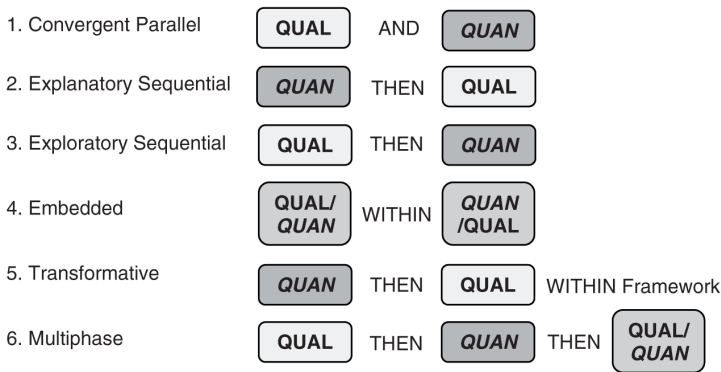 1. Convergent Parallel QUAL AND QUAN
2. Explanatory Sequential QUAN THEN QUAL
3. Exploratory Sequential QUAL THEN QUAN
4. Embedded QUAL/ QUAN WITHIN QUAN /QUAL
5. Transformative QUAN THEN QUAL WITHIN Framework
6. Multiphase QUAL THEN QUAN THEN QUAL/ QUAN